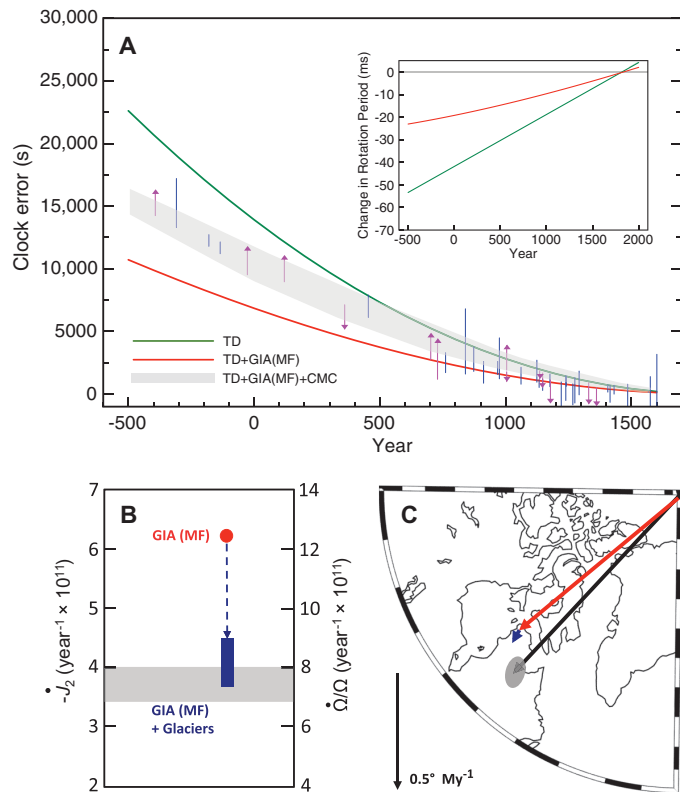 30,000
25,000
20,000
15,000
10,000
5000
0
Clock error (s)
A
TD
TD+GIA(MF)
TD+GIA(MF)+CMC
-500
0
500
1000
1500
Year
0
-10
-20
-30
-40
-50
-60
-70
Change in Rotation Period (ms)
-500
0
500
1000
1500
2000
Year
B
7
6
5
4
3
2
-J̇₂ (year⁻¹ × 10¹¹)
GIA (MF)
GIA (MF)
+ Glaciers
14
12
10
8
6
4
Ω̇/Ω (year⁻¹ × 10¹¹)
C
0.5° My⁻¹